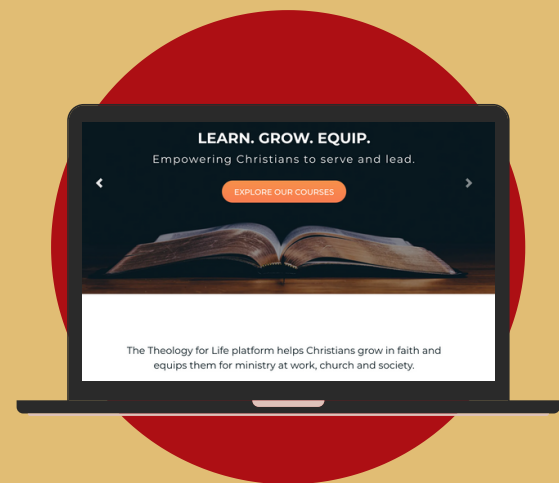 LEARN. GROW. EQUIP.
Empowering Christians to serve and lead.
EXPLORE OUR COURSES
The Theology for Life platform helps Christians grow in faith and
equips them for ministry at work, church and society.